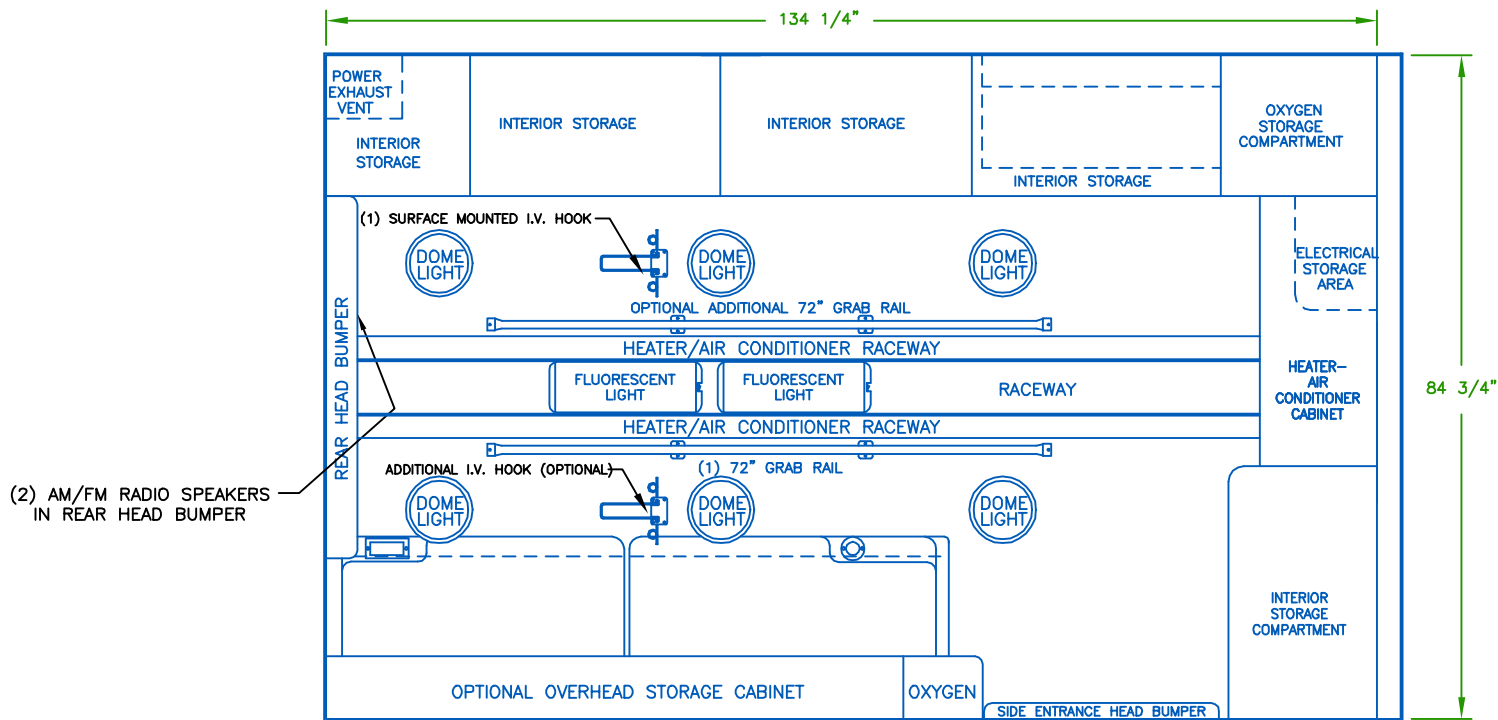 134 1/4"
POWER
EXHAUST
VENT
INTERIOR
STORAGE
INTERIOR STORAGE
INTERIOR STORAGE
INTERIOR STORAGE
OXYGEN
STORAGE
COMPARTMENT
(1) SURFACE MOUNTED I.V. HOOK
DOME
LIGHT
DOME
LIGHT
DOME
LIGHT
ELECTRICAL
STORAGE
AREA
OPTIONAL ADDITIONAL 72" GRAB RAIL
REAR HEAD BUMPER
HEATER/AIR CONDITIONER RACEWAY
FLUORESCENT
LIGHT
FLUORESCENT
LIGHT
RACEWAY
HEATER-
AIR
CONDITIONER
CABINET
84 3/4"
HEATER/AIR CONDITIONER RACEWAY
ADDITIONAL I.V. HOOK (OPTIONAL)
(1) 72" GRAB RAIL
(2) AM/FM RADIO SPEAKERS
IN REAR HEAD BUMPER
DOME
LIGHT
DOME
LIGHT
DOME
LIGHT
INTERIOR
STORAGE
COMPARTMENT
OPTIONAL OVERHEAD STORAGE CABINET
OXYGEN
SIDE ENTRANCE HEAD BUMPER